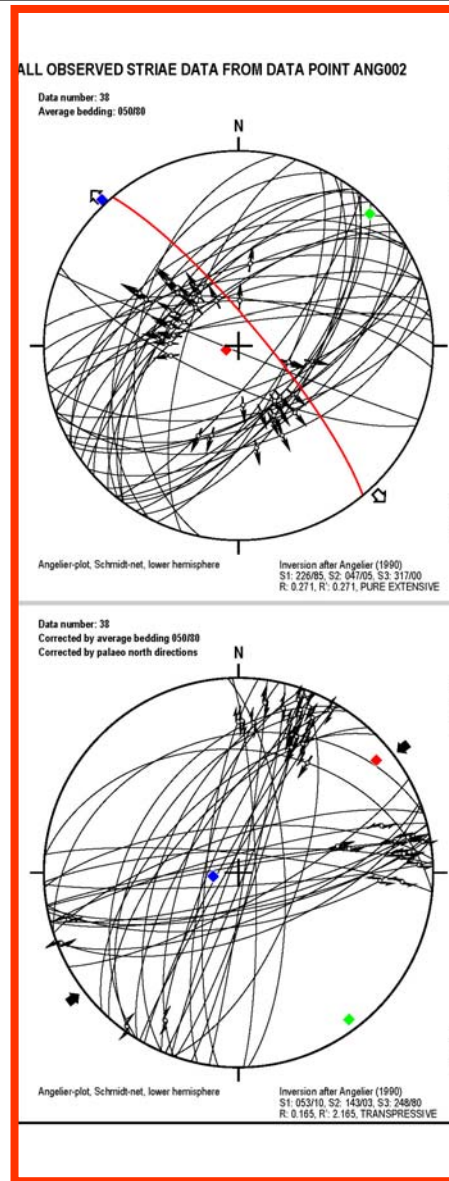 ALL OBSERVED STRIAE DATA FROM DATA POINT ANG002
Data number: 38
Average bedding: 050/80
N
Angelier-plot, Schmidt-net, lower hemisphere
Inversion after Angelier (1990)
S1: 226/85, S2: 047/05, S3: 317/00
R: 0.271, R': 0.271, PURE EXTENSIVE
Data number: 38
Corrected by average bedding 050/80
Corrected by palaeo north directions
N
Angelier-plot, Schmidt-net, lower hemisphere
Inversion after Angelier (1990)
S1: 053/10, S2: 143/03, S3: 248/80
R: 0.165, R': 2.165, TRANSPRESSIVE